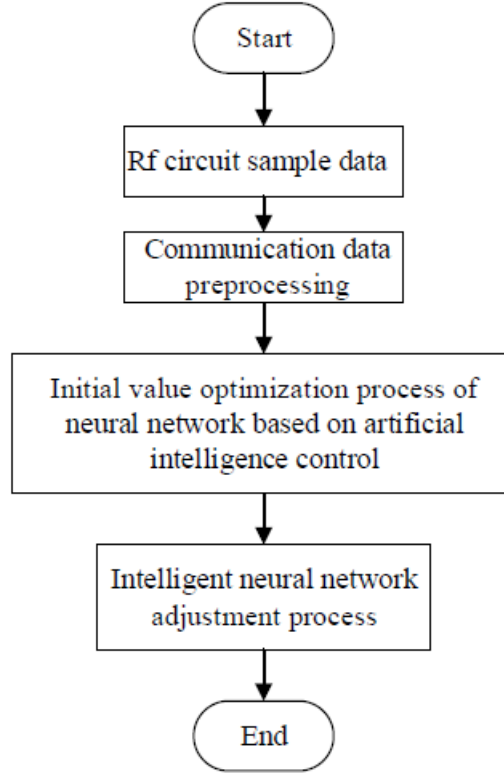 Start
Rf circuit sample data
Communication data
preprocessing
Initial value optimization process of
neural network based on artificial
intelligence control
Intelligent neural network
adjustment process
End